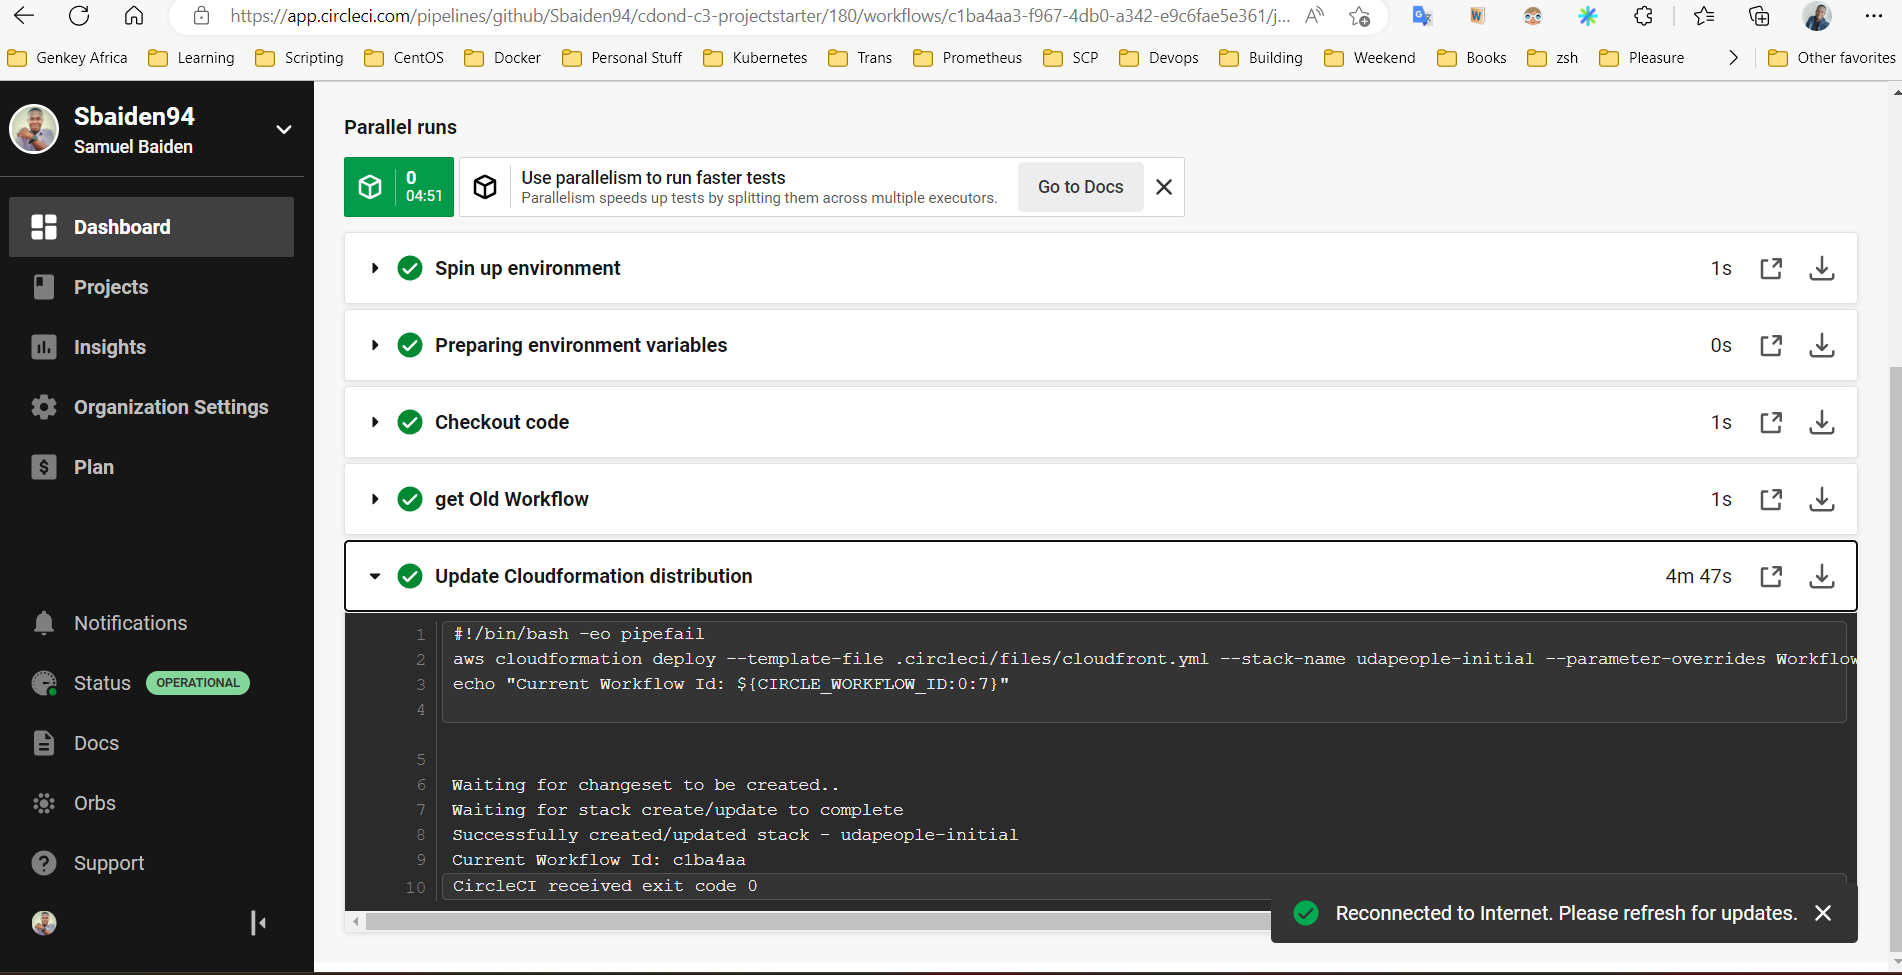 https://app.circleci.com/pipelines/github/Sbaiden94/cdond-c3-projectstarter/180/workflows/c1ba4aa3-f967-4db0-a342-e9c6fae5e361/j...
Genkey Africa Learning Scripting CentOS Docker Personal Stuff Kubernetes Trans Prometheus SCP Devops Building Weekend Books zsh Pleasure Other favorites
Sbaiden94
Samuel Baiden
Dashboard
Projects
Insights
Organization Settings
Plan
Notifications
Status OPERATIONAL
Docs
Orbs
Support
Parallel runs
0
04:51
Use parallelism to run faster tests
Parallelism speeds up tests by splitting them across multiple executors.
Go to Docs
Spin up environment 1s
Preparing environment variables 0s
Checkout code 1s
get Old Workflow 1s
Update Cloudformation distribution 4m 47s
1 #!/bin/bash -eo pipefail
2 aws cloudformation deploy --template-file .circleci/files/cloudfront.yml --stack-name udapeople-initial --parameter-overrides Workflow
3 echo "Current Workflow Id: ${CIRCLE_WORKFLOW_ID:0:7}"
4
5
6 Waiting for changeset to be created..
7 Waiting for stack create/update to complete
8 Successfully created/updated stack - udapeople-initial
9 Current Workflow Id: c1ba4aa
10 CircleCI received exit code 0
Reconnected to Internet. Please refresh for updates.